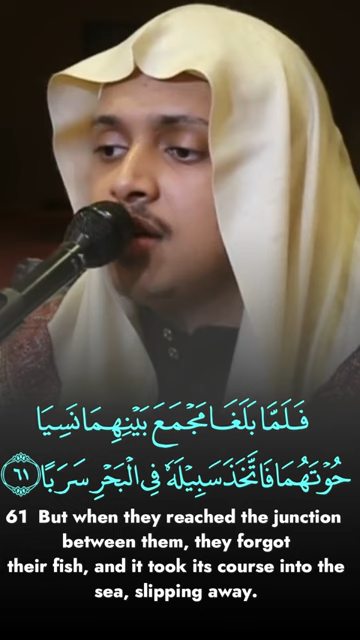 فَلَمَّا بَلَغَا مَجْمَعَ بَيْنِهِمَا نَسِيَا
حُوتَهُمَا فَاتَّخَذَ سَبِيلَهُۥ فِى ٱلْبَحْرِ سَرَبًا ٦١
61 But when they reached the junction
between them, they forgot
their fish, and it took its course into the
sea, slipping away.